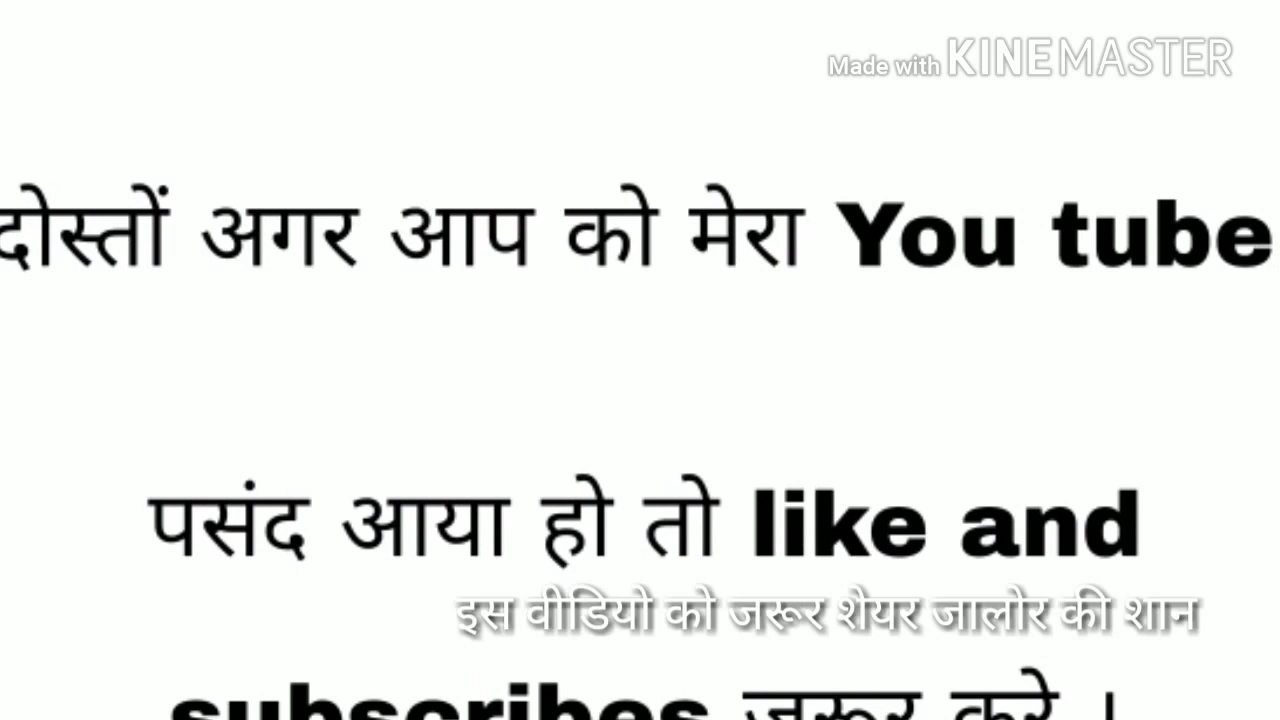 Made with KINEMASTER
दोस्तों अगर आप को मेरा You tube
पसंद आया हो तो like and
इस वीडियो को जरूर शेयर जालोर की शान
subscribes जरूर करे ।